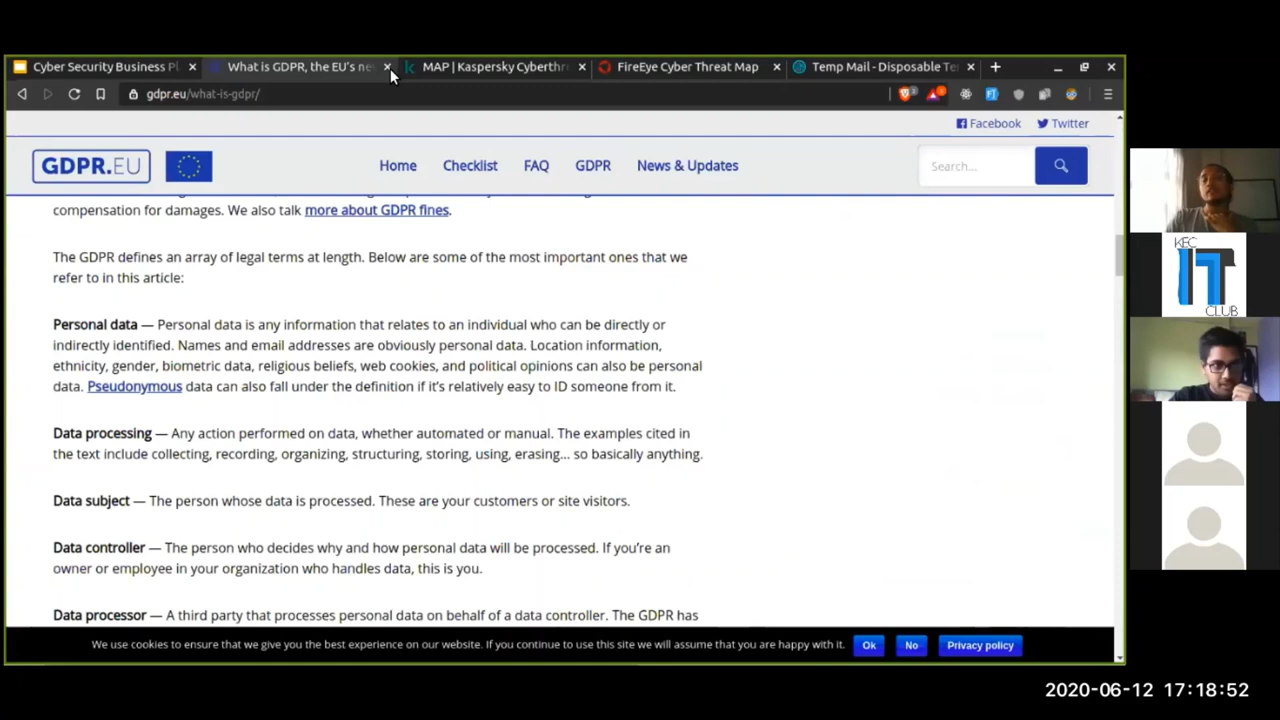 Cyber Security Business Pl
What is GDPR, the EU's ne
MAP | Kaspersky Cyberthr
FireEye Cyber Threat Map
Temp Mail - Disposable Te
gdpr.eu/what-is-gdpr/
Facebook
Twitter
GDPR.EU
Home
Checklist
FAQ
GDPR
News & Updates
Search...
compensation for damages. We also talk more about GDPR fines.
The GDPR defines an array of legal terms at length. Below are some of the most important ones that we
refer to in this article:
Personal data — Personal data is any information that relates to an individual who can be directly or
indirectly identified. Names and email addresses are obviously personal data. Location information,
ethnicity, gender, biometric data, religious beliefs, web cookies, and political opinions can also be personal
data. Pseudonymous data can also fall under the definition if it's relatively easy to ID someone from it.
Data processing — Any action performed on data, whether automated or manual. The examples cited in
the text include collecting, recording, organizing, structuring, storing, using, erasing... so basically anything.
Data subject — The person whose data is processed. These are your customers or site visitors.
Data controller — The person who decides why and how personal data will be processed. If you're an
owner or employee in your organization who handles data, this is you.
Data processor — A third party that processes personal data on behalf of a data controller. The GDPR has
We use cookies to ensure that we give you the best experience on our website. If you continue to use this site we will assume that you are happy with it.
Ok
No
Privacy policy
KEC
IT
CLUB
2020-06-12 17:18:52